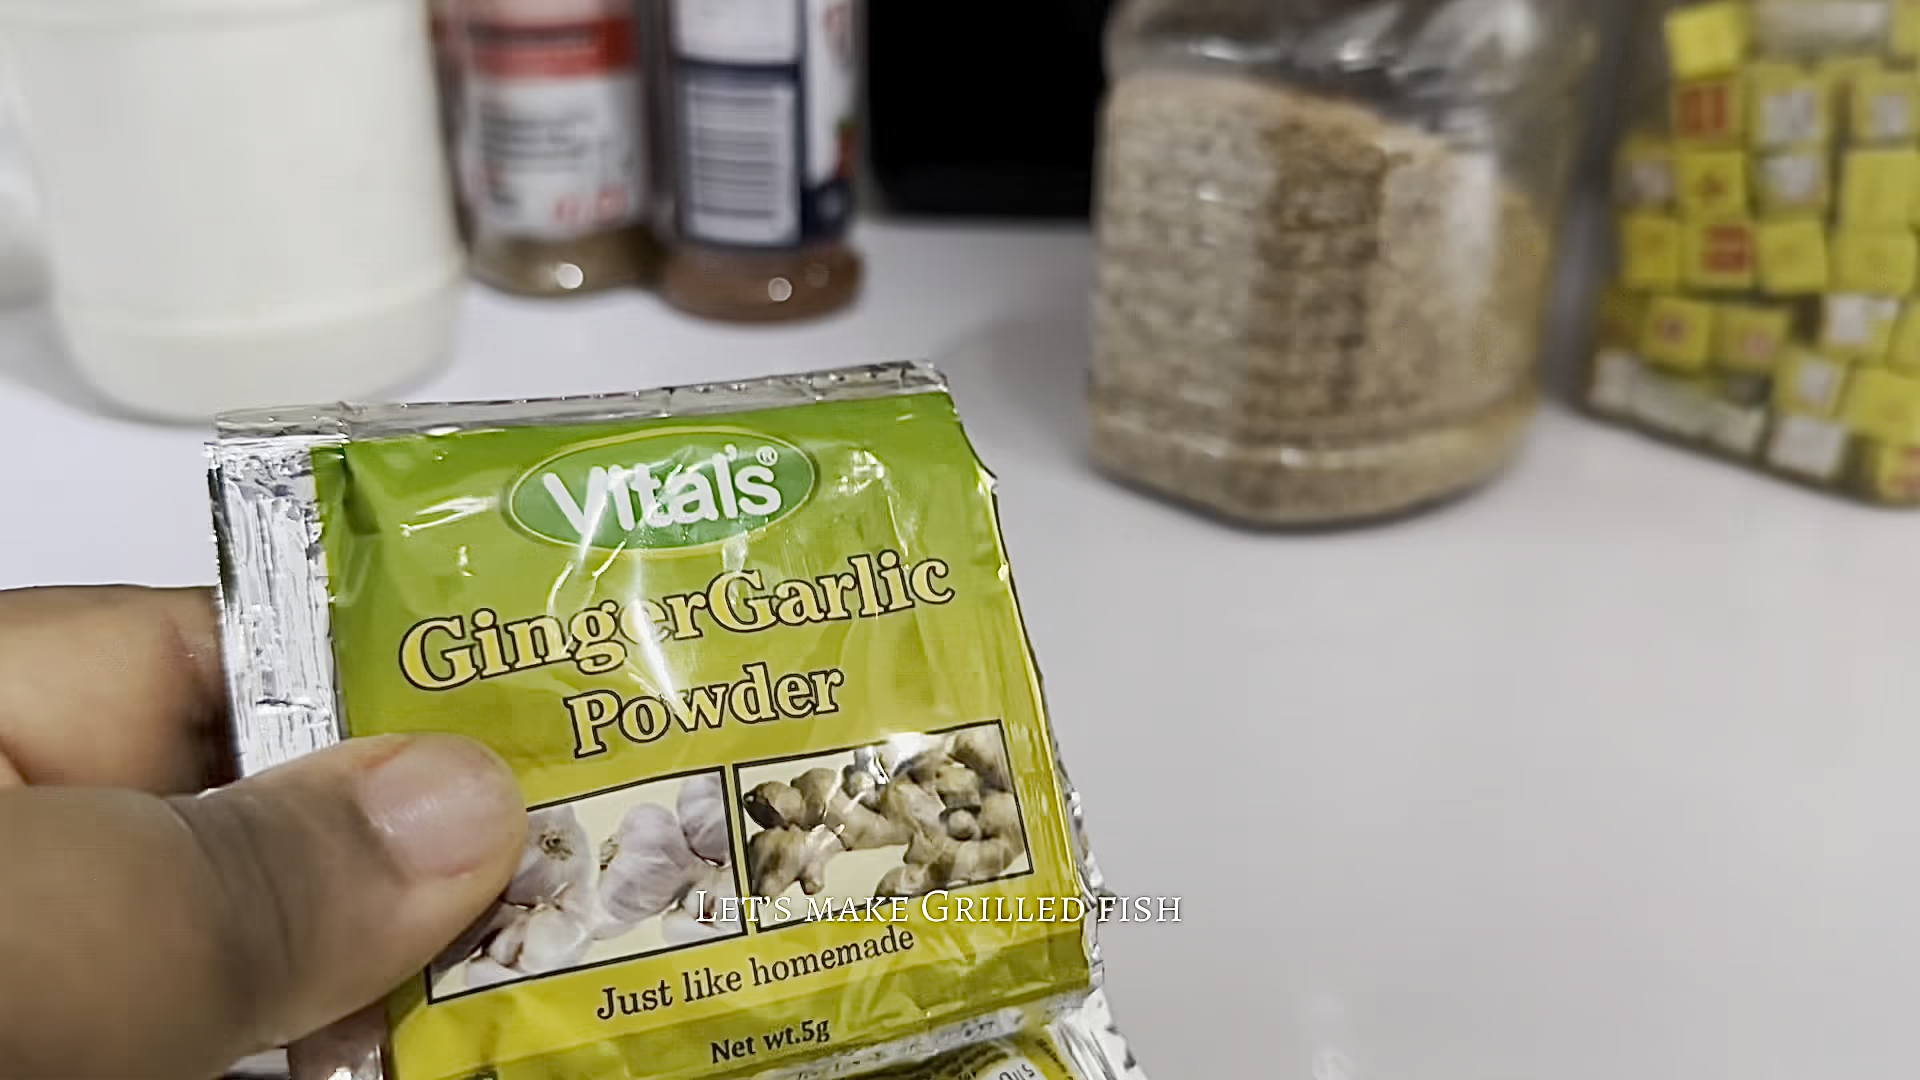 Vital's®
GingerGarlic
Powder
Let's make Grilled fish
Just like homemade
Net wt.5g